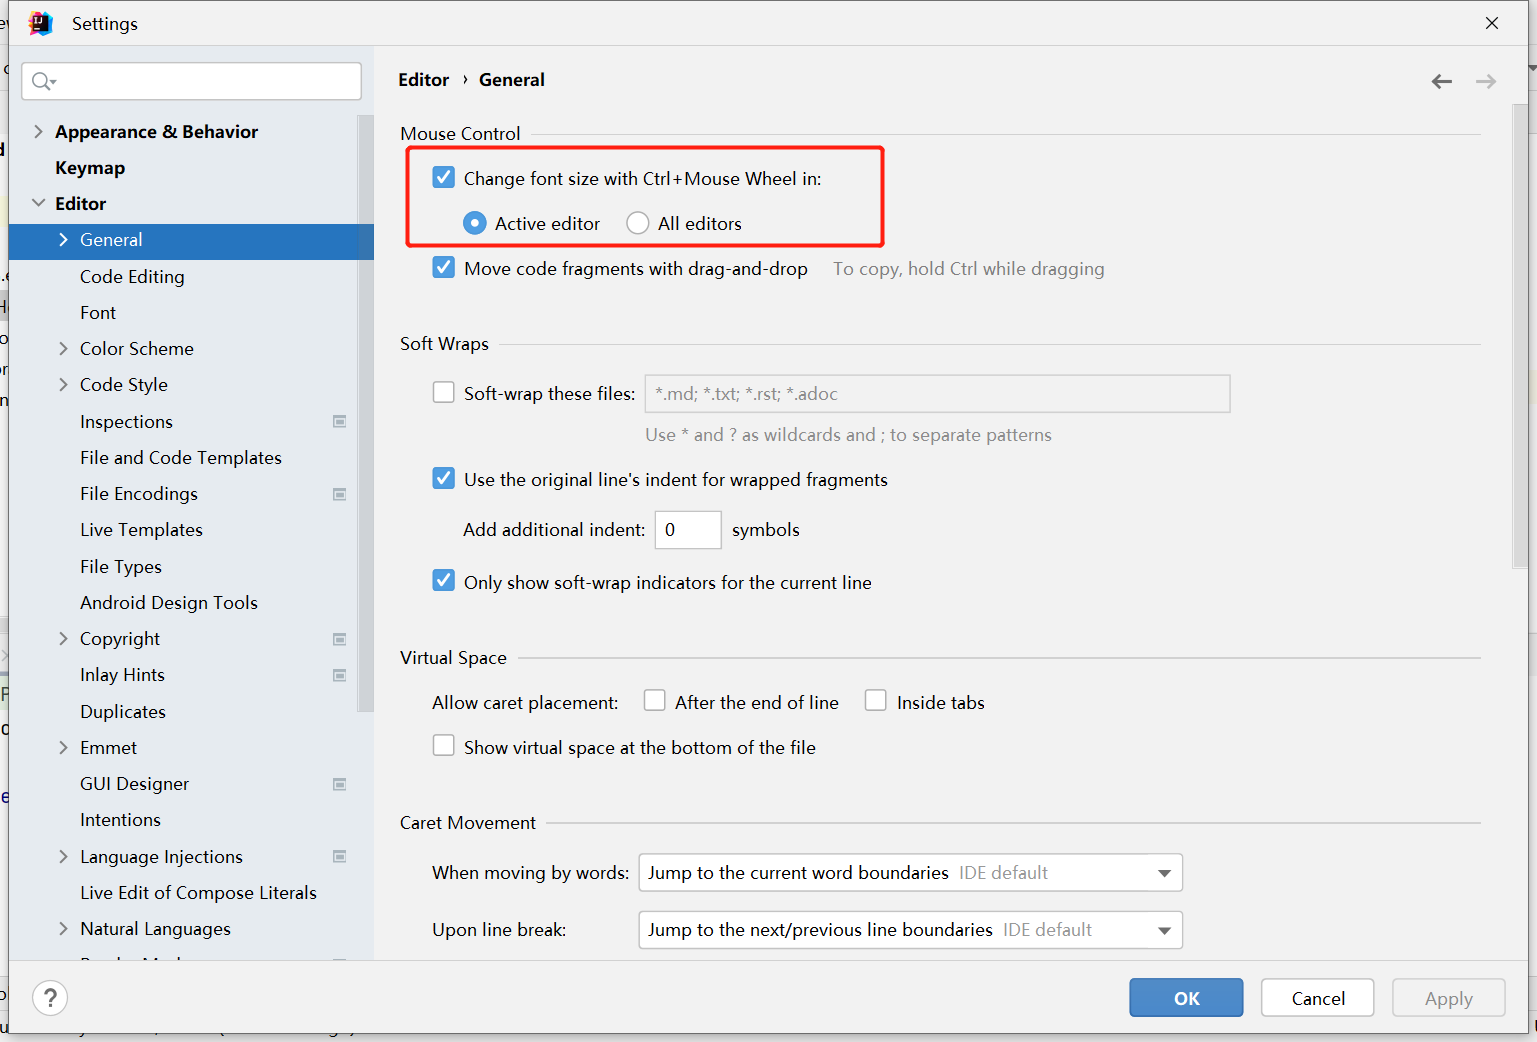 Settings
Editor › General
Appearance & Behavior
Keymap
Editor
General
Code Editing
Font
Color Scheme
Code Style
Inspections
File and Code Templates
File Encodings
Live Templates
File Types
Android Design Tools
Copyright
Inlay Hints
Duplicates
Emmet
GUI Designer
Intentions
Language Injections
Live Edit of Compose Literals
Natural Languages
Mouse Control
Change font size with Ctrl+Mouse Wheel in:
Active editor All editors
Move code fragments with drag-and-drop To copy, hold Ctrl while dragging
Soft Wraps
Soft-wrap these files: *.md; *.txt; *.rst; *.adoc
Use * and ? as wildcards and ; to separate patterns
Use the original line's indent for wrapped fragments
Add additional indent: 0 symbols
Only show soft-wrap indicators for the current line
Virtual Space
Allow caret placement: After the end of line Inside tabs
Show virtual space at the bottom of the file
Caret Movement
When moving by words: Jump to the current word boundaries IDE default
Upon line break: Jump to the next/previous line boundaries IDE default
? OK Cancel Apply